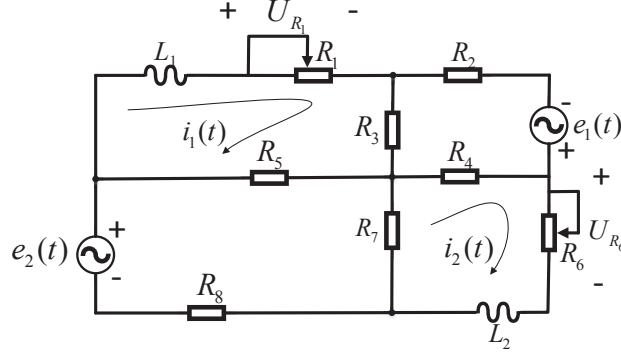 + U_{R_1} -
L_1 R_1 R_2
-
i_1(t) R_3 e_1(t)
+
R_5 R_4
+
+
e_2(t) R_7 i_2(t) R_6 U_{R_6}
-
R_8
-
L_2